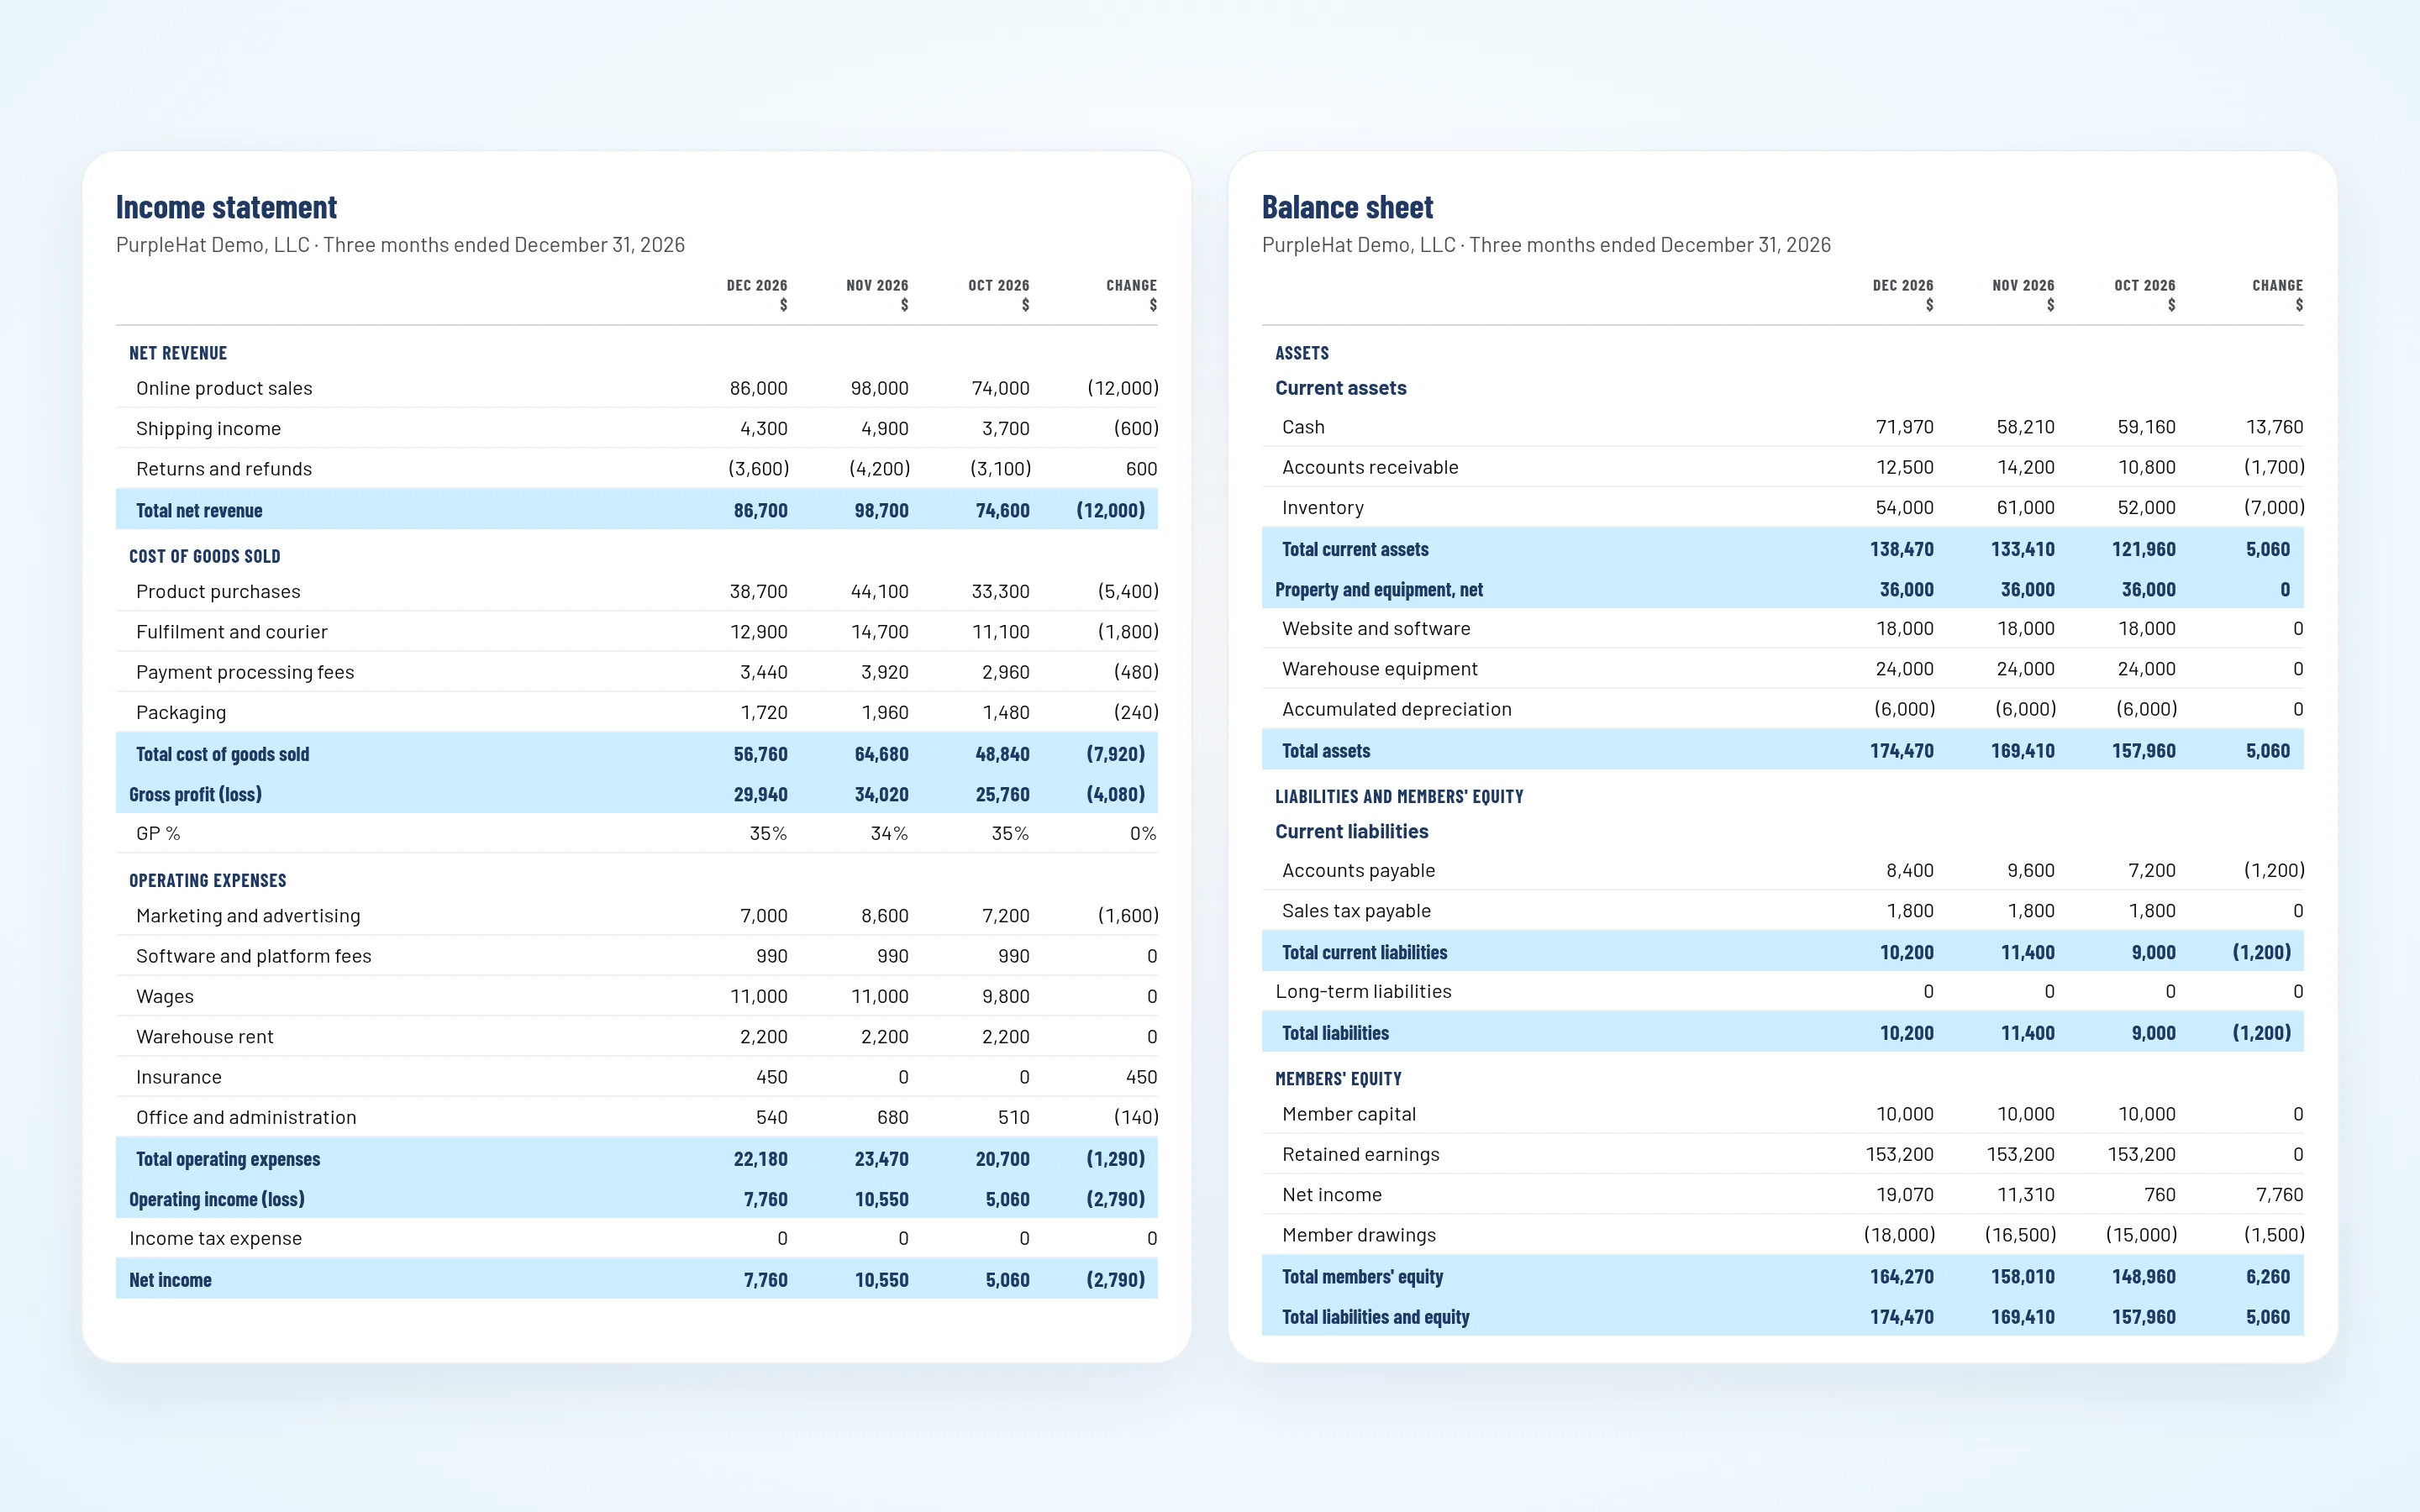 Income statement
PurpleHat Demo, LLC · Three months ended December 31, 2026
DEC 2026 NOV 2026 OCT 2026 CHANGE
$ $ $ $
NET REVENUE
Online product sales 86,000 98,000 74,000 (12,000)
Shipping income 4,300 4,900 3,700 (600)
Returns and refunds (3,600) (4,200) (3,100) 600
Total net revenue 86,700 98,700 74,600 (12,000)
COST OF GOODS SOLD
Product purchases 38,700 44,100 33,300 (5,400)
Fulfilment and courier 12,900 14,700 11,100 (1,800)
Payment processing fees 3,440 3,920 2,960 (480)
Packaging 1,720 1,960 1,480 (240)
Total cost of goods sold 56,760 64,680 48,840 (7,920)
Gross profit (loss) 29,940 34,020 25,760 (4,080)
GP % 35% 34% 35% 0%
OPERATING EXPENSES
Marketing and advertising 7,000 8,600 7,200 (1,600)
Software and platform fees 990 990 990 0
Wages 11,000 11,000 9,800 0
Warehouse rent 2,200 2,200 2,200 0
Insurance 450 0 0 450
Office and administration 540 680 510 (140)
Total operating expenses 22,180 23,470 20,700 (1,290)
Operating income (loss) 7,760 10,550 5,060 (2,790)
Income tax expense 0 0 0 0
Net income 7,760 10,550 5,060 (2,790)
Balance sheet
PurpleHat Demo, LLC · Three months ended December 31, 2026
DEC 2026 NOV 2026 OCT 2026 CHANGE
$ $ $ $
ASSETS
Current assets
Cash 71,970 58,210 59,160 13,760
Accounts receivable 12,500 14,200 10,800 (1,700)
Inventory 54,000 61,000 52,000 (7,000)
Total current assets 138,470 133,410 121,960 5,060
Property and equipment, net 36,000 36,000 36,000 0
Website and software 18,000 18,000 18,000 0
Warehouse equipment 24,000 24,000 24,000 0
Accumulated depreciation (6,000) (6,000) (6,000) 0
Total assets 174,470 169,410 157,960 5,060
LIABILITIES AND MEMBERS' EQUITY
Current liabilities
Accounts payable 8,400 9,600 7,200 (1,200)
Sales tax payable 1,800 1,800 1,800 0
Total current liabilities 10,200 11,400 9,000 (1,200)
Long-term liabilities 0 0 0 0
Total liabilities 10,200 11,400 9,000 (1,200)
MEMBERS' EQUITY
Member capital 10,000 10,000 10,000 0
Retained earnings 153,200 153,200 153,200 0
Net income 19,070 11,310 760 7,760
Member drawings (18,000) (16,500) (15,000) (1,500)
Total members' equity 164,270 158,010 148,960 6,260
Total liabilities and equity 174,470 169,410 157,960 5,060